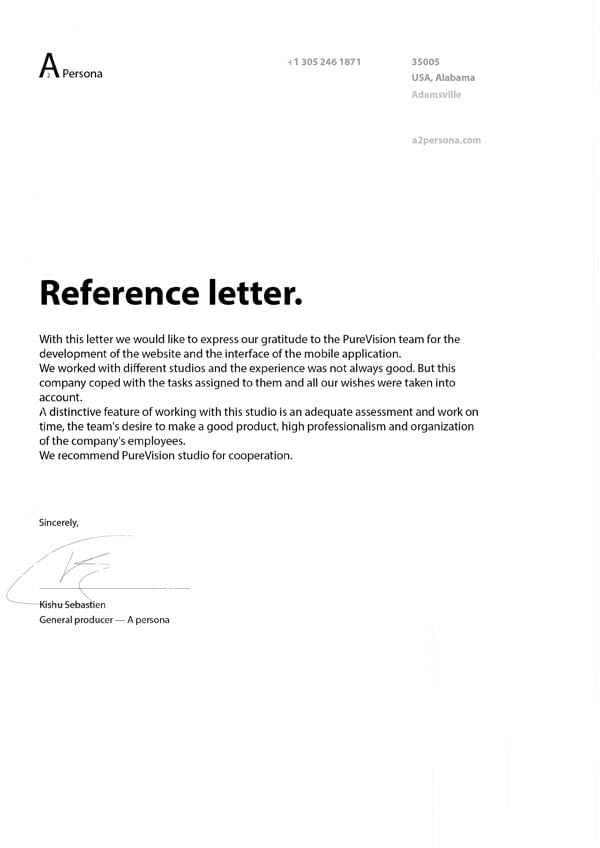 A2 Persona
+1 305 246 1871
35005
USA, Alabama
Adamsville
a2persona.com
Reference letter.
With this letter we would like to express our gratitude to the PureVision team for the
development of the website and the interface of the mobile application.
We worked with different studios and the experience was not always good. But this
company coped with the tasks assigned to them and all our wishes were taken into
account.
A distinctive feature of working with this studio is an adequate assessment and work on
time, the team's desire to make a good product, high professionalism and organization
of the company's employees.
We recommend PureVision studio for cooperation.
Sincerely,
Kishu Sebastien
General producer — A persona